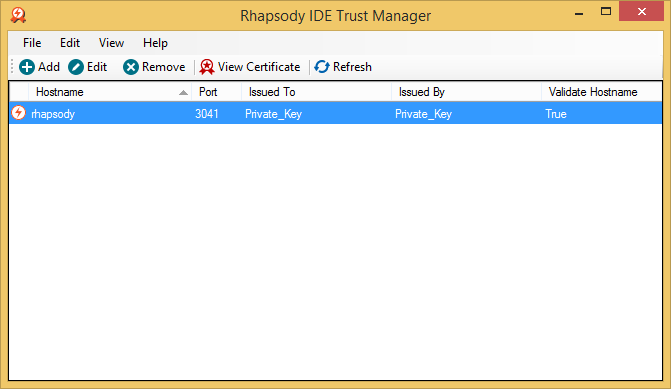 Rhapsody IDE Trust Manager
File Edit View Help
Add Edit Remove View Certificate Refresh
Hostname Port Issued To Issued By Validate Hostname
rhapsody 3041 Private_Key Private_Key True